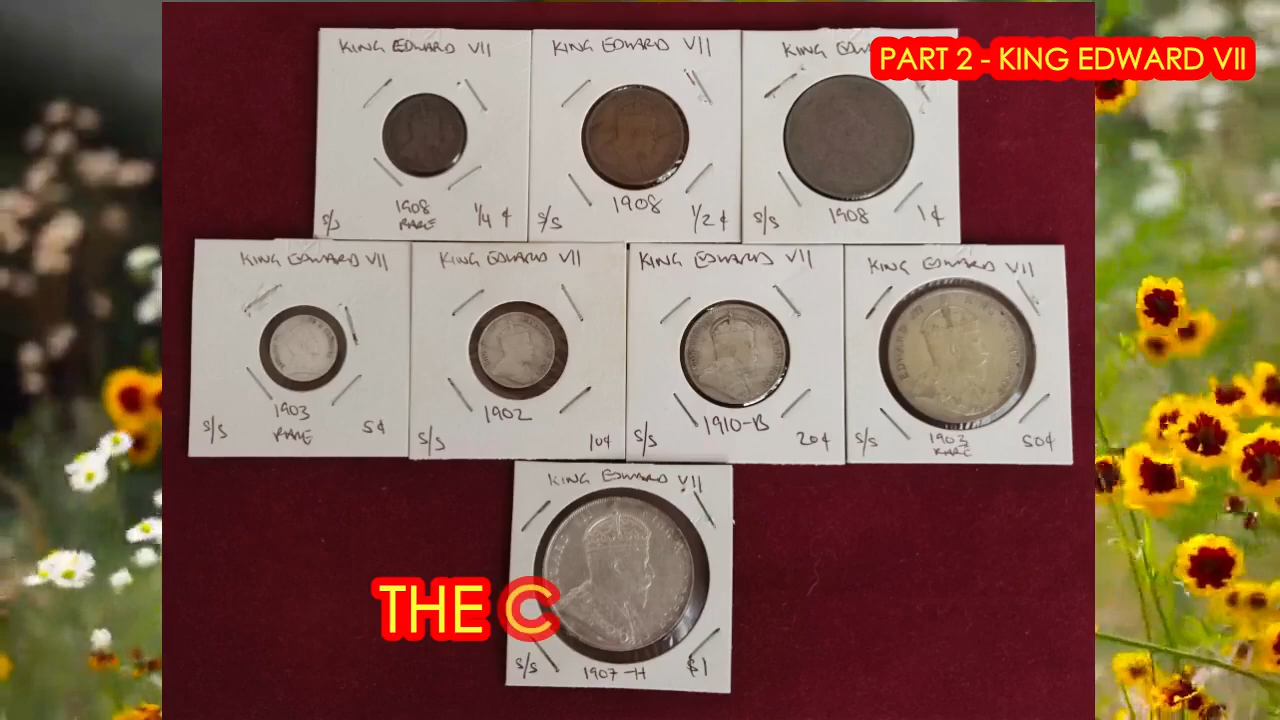 PART 2 - KING EDWARD VII
KING EDWARD VII
1908
RARE
S/S
1/4 ¢
KING EDWARD VII
1908
S/S
1/2 ¢
KING
1908
S/S
1¢
KING EDWARD VII
1903
RARE
S/S
5¢
KING EDWARD VII
1902
S/S
10¢
KING EDWARD VII
1910-B
S/S
20¢
KING EDWARD VII
1903
RARE
S/S
50¢
KING EDWARD VII
1907-H
S/S
$1
THE C